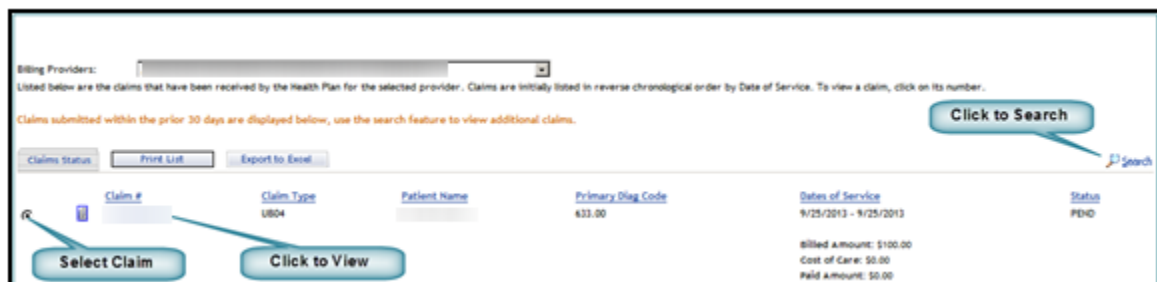 Billing Providers:
Listed below are the claims that have been received by the Health Plan for the selected provider. Claims are initially listed in reverse chronological order by Date of Service. To view a claim, click on its number.
Click to Search
Claims submitted within the prior 30 days are displayed below, use the search feature to view additional claims.
Claims Status Print List Export to Excel Search
Claim # Claim Type Patient Name Primary Diag Code Dates of Service Status
UB04 633.00 9/25/2013 - 9/25/2013 PEND
Select Claim Click to View
Billed Amount: $100.00
Cost of Care: $0.00
Paid Amount: $0.00